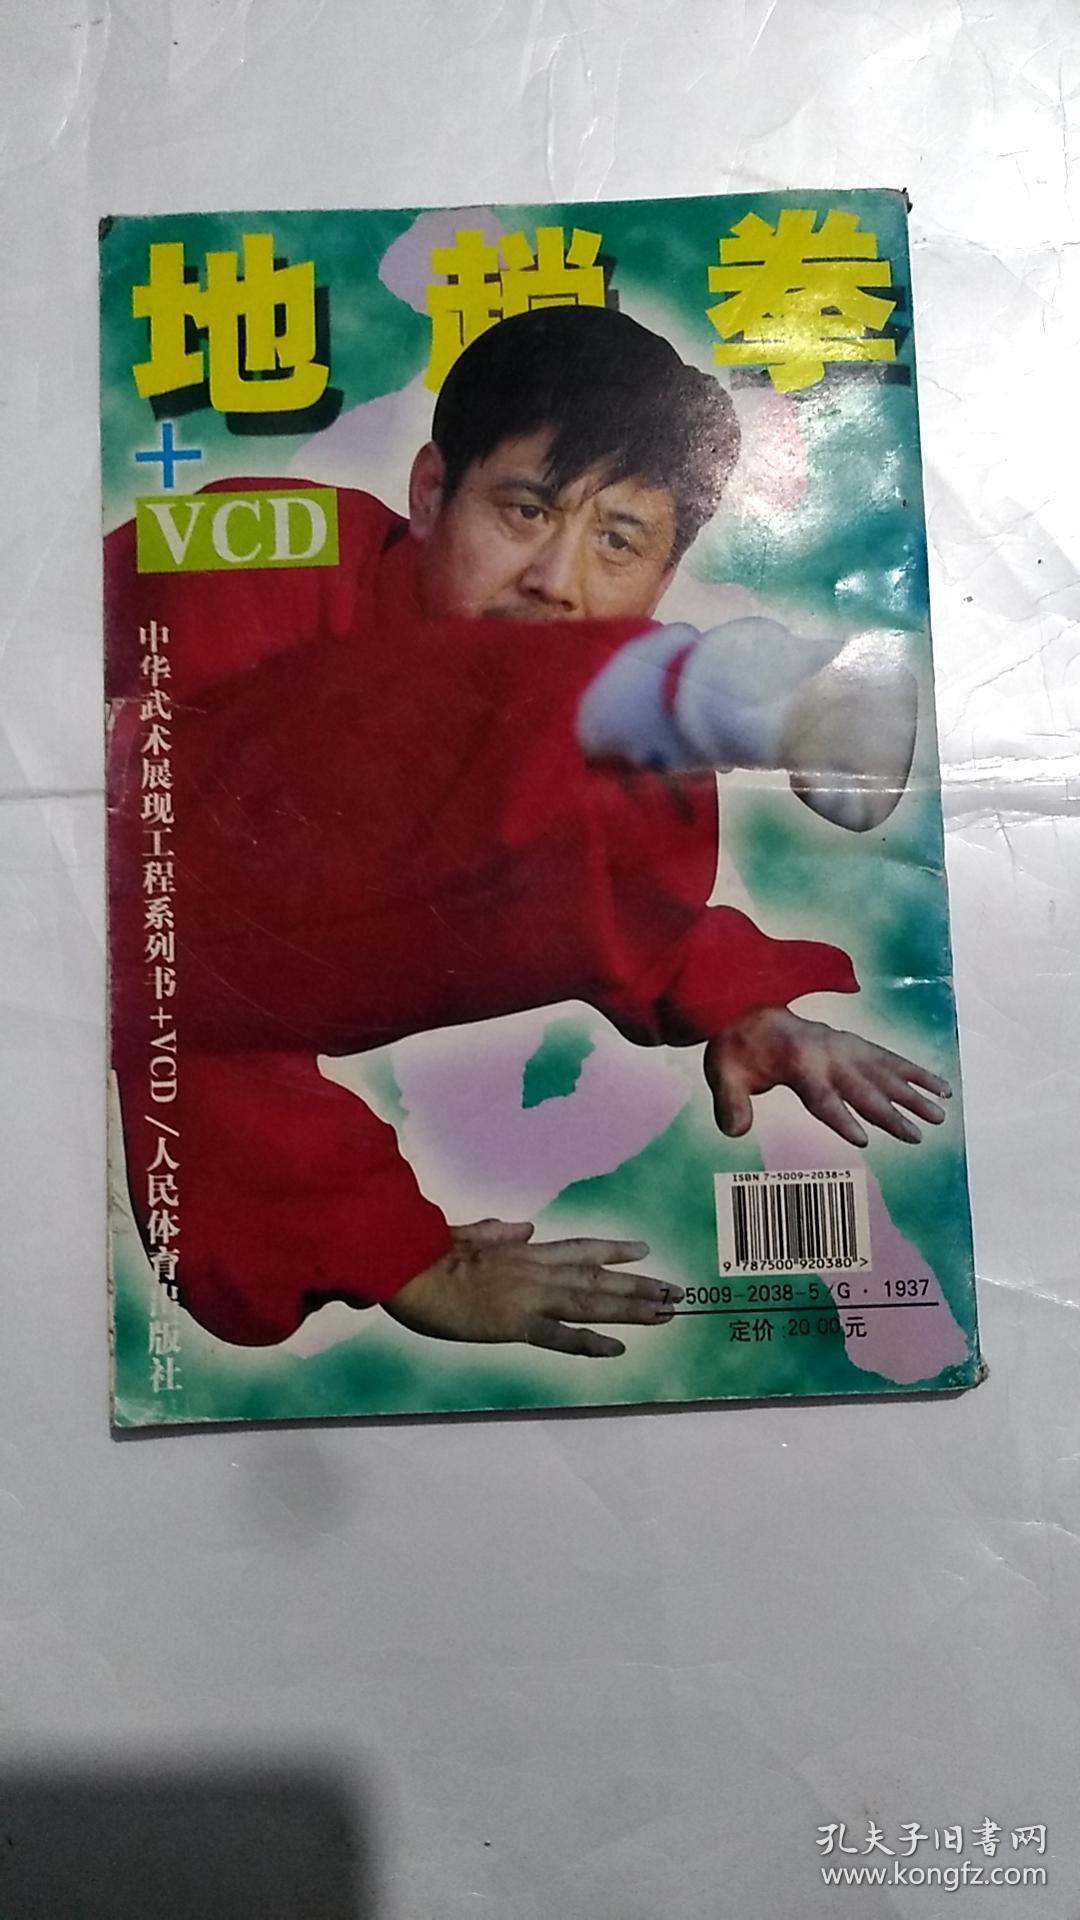 地趟拳
+
VCD
中华武术展现工程系列书+VCD/人民体育出版社
ISBN 7-5009-2038-5
9 787500 920380>
7-5009-2038-5/G·1937
定价:20.00元
孔夫子旧書网
www.kongfz.com